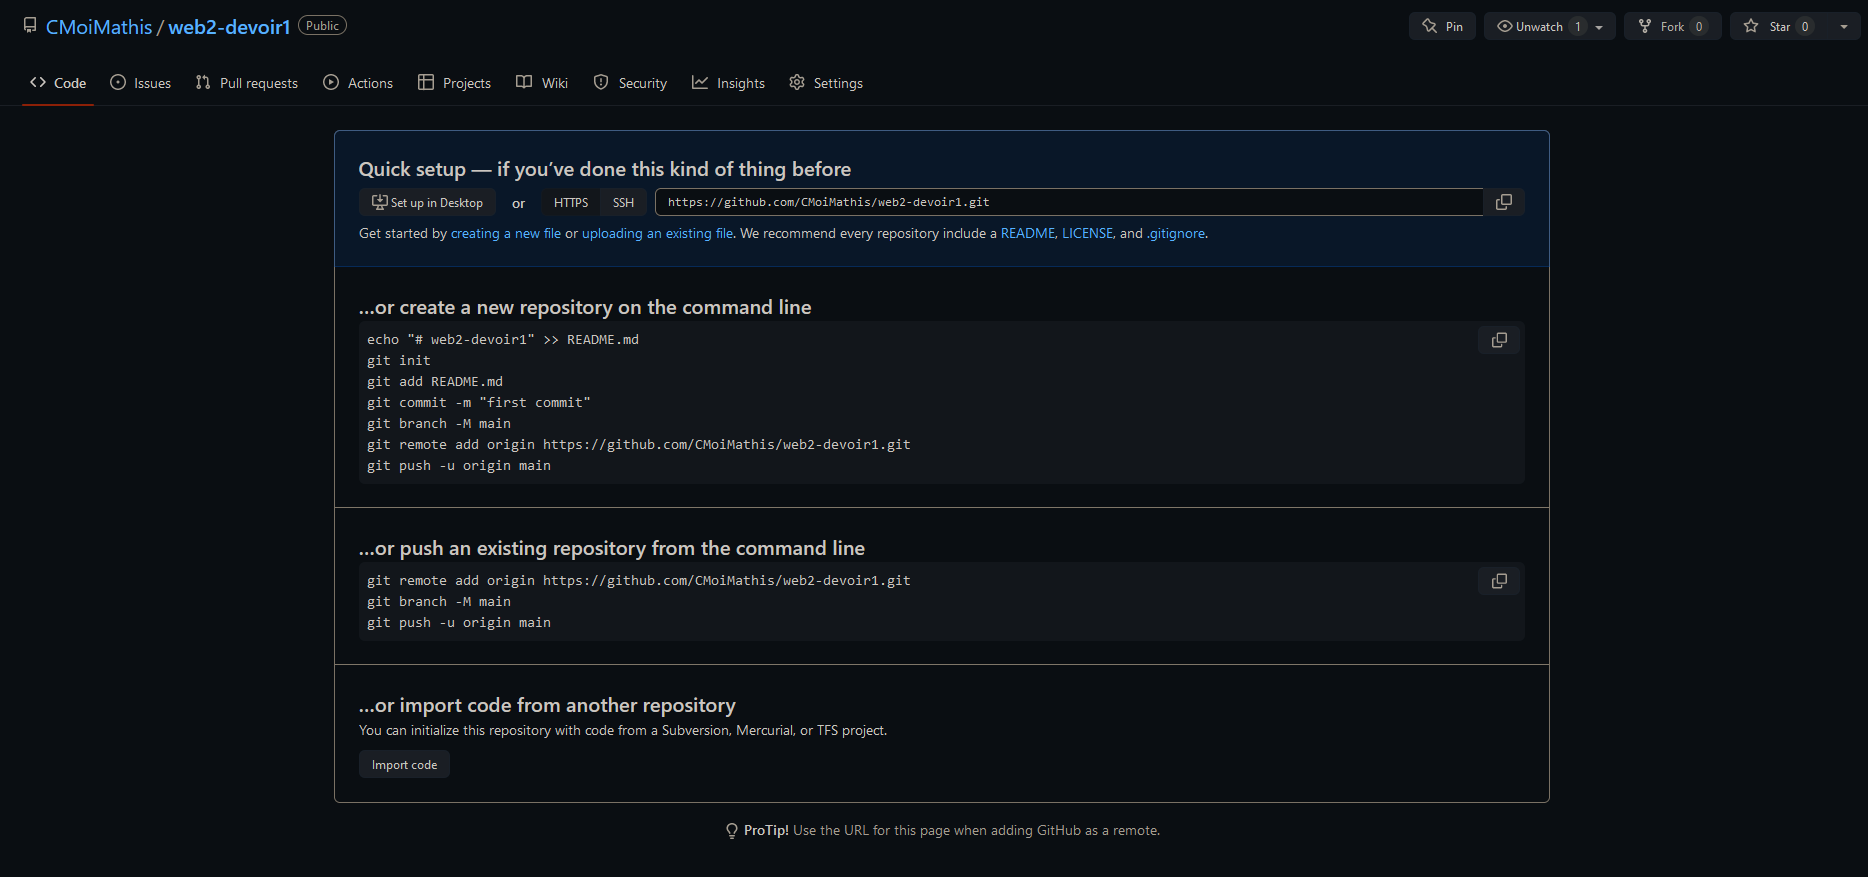 CMoiMathis / web2-devoir1 Public
Pin Unwatch 1 Fork 0 Star 0
Code Issues Pull requests Actions Projects Wiki Security Insights Settings
Quick setup — if you’ve done this kind of thing before
Set up in Desktop or HTTPS SSH https://github.com/CMoiMathis/web2-devoir1.git
Get started by creating a new file or uploading an existing file. We recommend every repository include a README, LICENSE, and .gitignore.
…or create a new repository on the command line
echo "# web2-devoir1" >> README.md
git init
git add README.md
git commit -m "first commit"
git branch -M main
git remote add origin https://github.com/CMoiMathis/web2-devoir1.git
git push -u origin main
…or push an existing repository from the command line
git remote add origin https://github.com/CMoiMathis/web2-devoir1.git
git branch -M main
git push -u origin main
…or import code from another repository
You can initialize this repository with code from a Subversion, Mercurial, or TFS project.
Import code
ProTip! Use the URL for this page when adding GitHub as a remote.